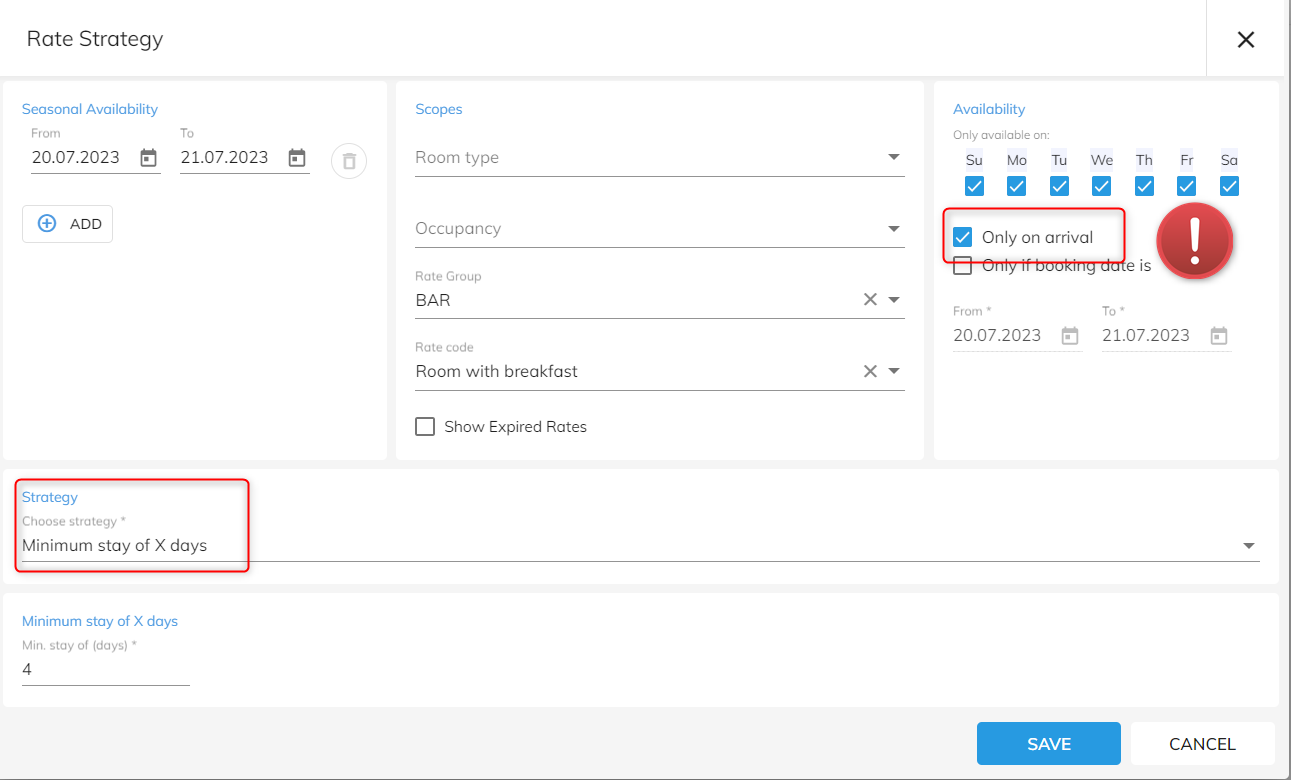 Rate Strategy
Seasonal Availability
From To
20.07.2023 21.07.2023
ADD
Scopes
Room type
Occupancy
Rate Group
BAR
Rate code
Room with breakfast
Show Expired Rates
Availability
Only available on:
Su Mo Tu We Th Fr Sa
Only on arrival
Only if booking date is
From * To *
20.07.2023 21.07.2023
Strategy
Choose strategy *
Minimum stay of X days
Minimum stay of X days
Min. stay of (days) *
4
SAVE CANCEL